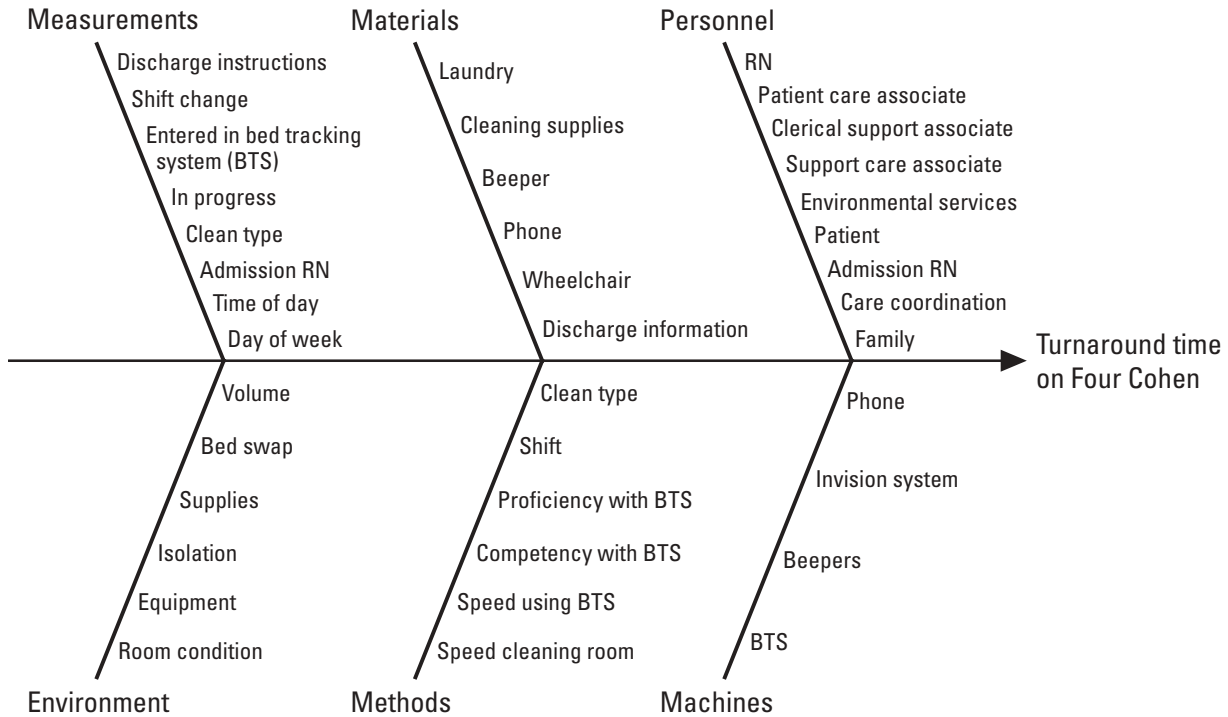 Measurements
Discharge instructions
Shift change
Entered in bed tracking
system (BTS)
In progress
Clean type
Admission RN
Time of day
Day of week
Materials
Laundry
Cleaning supplies
Beeper
Phone
Wheelchair
Discharge information
Personnel
RN
Patient care associate
Clerical support associate
Support care associate
Environmental services
Patient
Admission RN
Care coordination
Family
Turnaround time
on Four Cohen
Volume
Bed swap
Supplies
Isolation
Equipment
Room condition
Environment
Clean type
Shift
Proficiency with BTS
Competency with BTS
Speed using BTS
Speed cleaning room
Methods
Phone
Invision system
Beepers
BTS
Machines